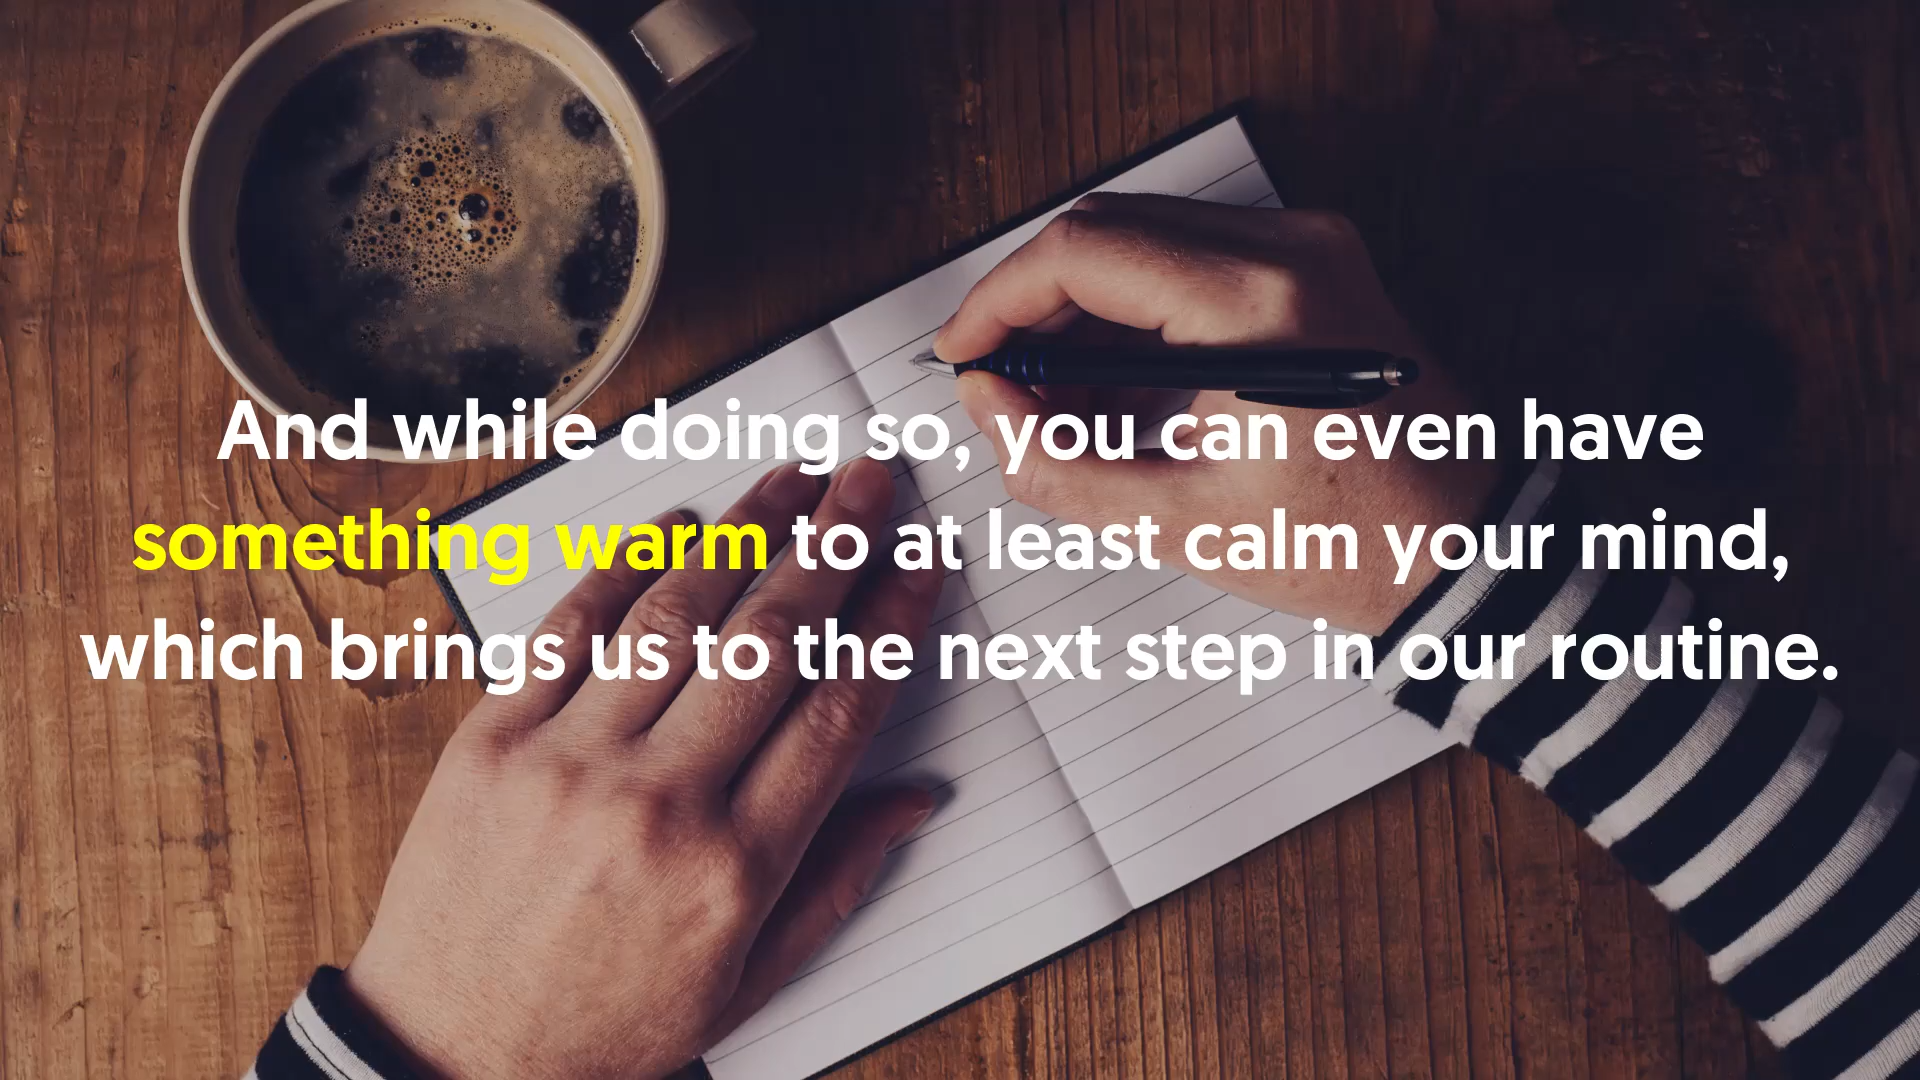 And while doing so, you can even have
something warm to at least calm your mind,
which brings us to the next step in our routine.